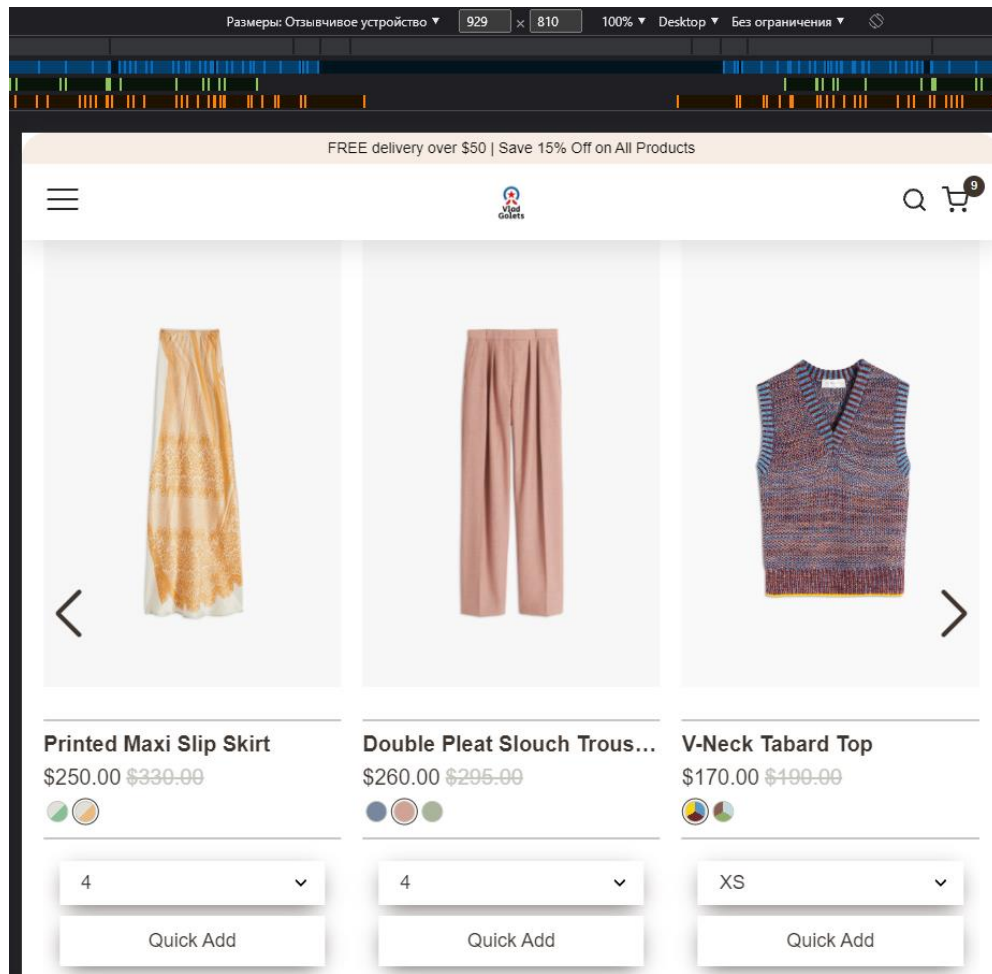 Размеры: Отзывчивое устройство ▼ 929 × 810 100% ▼ Desktop ▼ Без ограничения ▼
FREE delivery over $50 | Save 15% Off on All Products
9
Vlad
Golets
Printed Maxi Slip Skirt
$250.00 $330.00
4
Quick Add
Double Pleat Slouch Trous...
$260.00 $295.00
4
Quick Add
V-Neck Tabard Top
$170.00 $190.00
XS
Quick Add